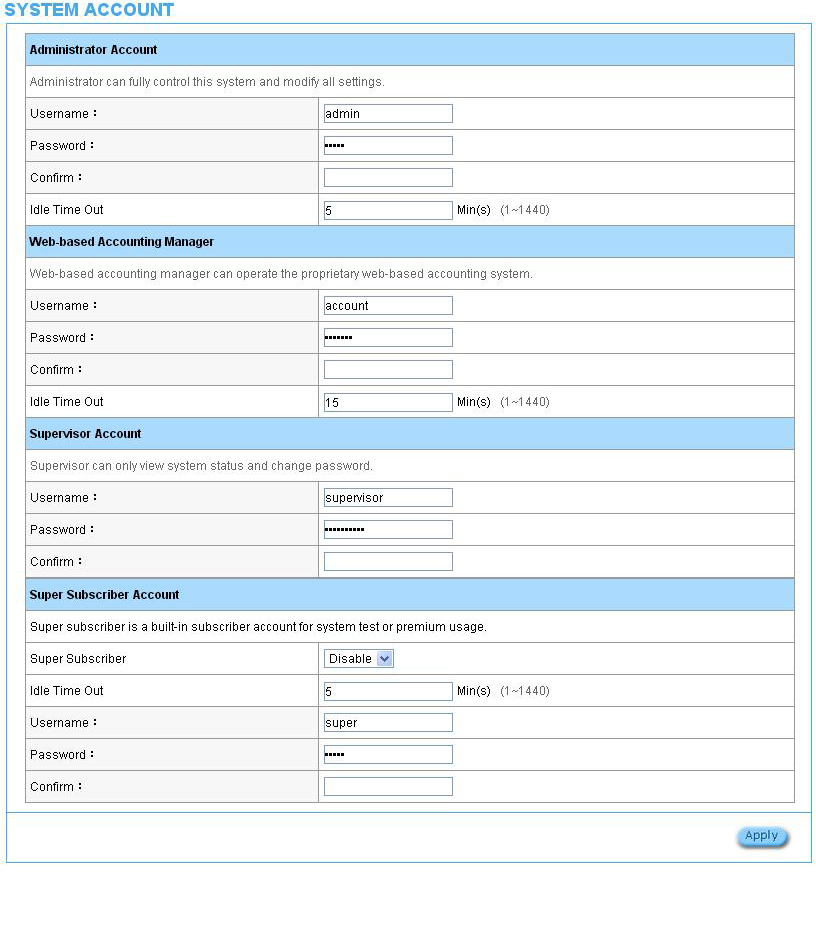 SYSTEM ACCOUNT
Administrator Account
Administrator can fully control this system and modify all settings.
Username：
admin
Password：
•••••
Confirm：
Idle Time Out
5 Min(s) (1~1440)
Web-based Accounting Manager
Web-based accounting manager can operate the proprietary web-based accounting system.
Username：
account
Password：
•••••••
Confirm：
Idle Time Out
15 Min(s) (1~1440)
Supervisor Account
Supervisor can only view system status and change password.
Username：
supervisor
Password：
••••••••••
Confirm：
Super Subscriber Account
Super subscriber is a built-in subscriber account for system test or premium usage.
Super Subscriber
Disable
Idle Time Out
5 Min(s) (1~1440)
Username：
super
Password：
•••••
Confirm：
Apply